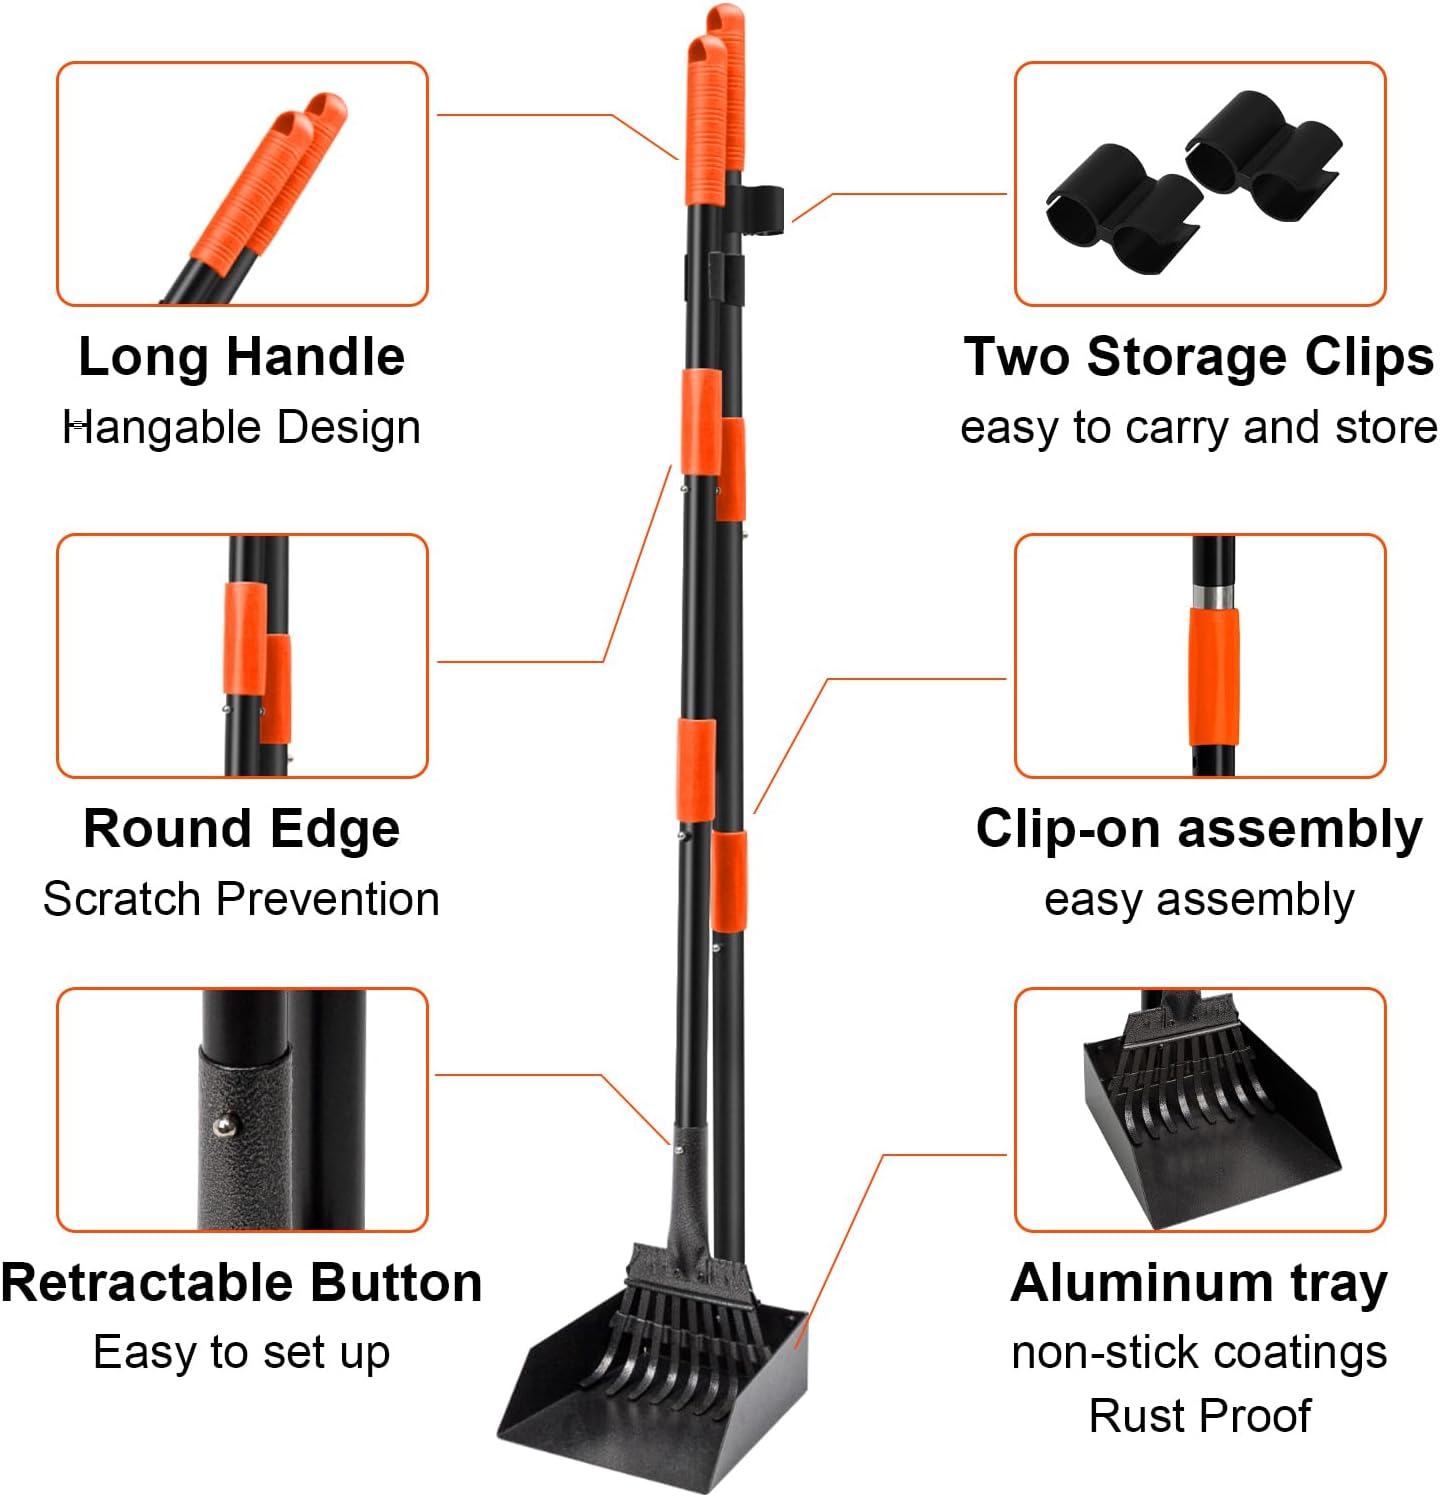 Long Handle
Hangable Design
Two Storage Clips
easy to carry and store
Round Edge
Scratch Prevention
Clip-on assembly
easy assembly
Retractable Button
Easy to set up
Aluminum tray
non-stick coatings
Rust Proof